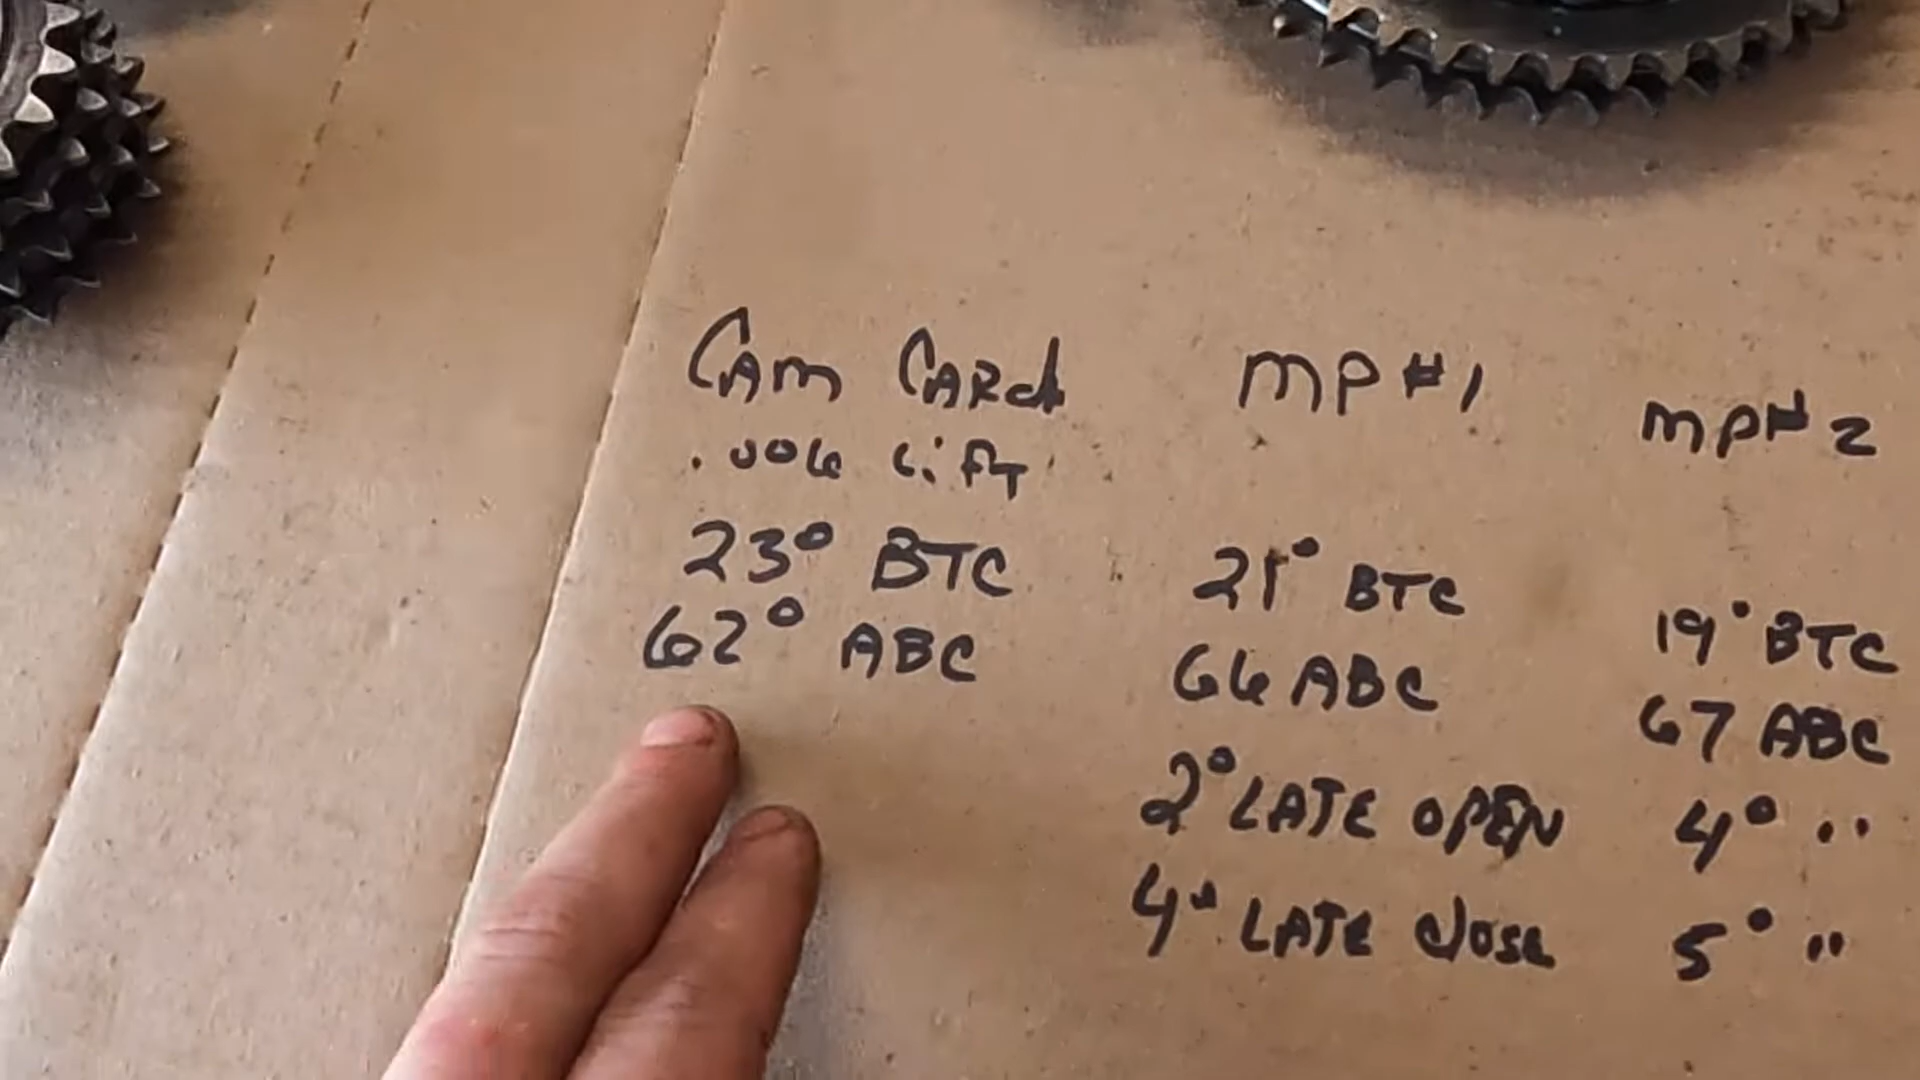 CAM CARd MP#1 MP#2
.006 LiFT
23° BTC 21° BTC 19° BTC
62° ABC 66 ABC 67 ABC
2° LATE OPEN 4° "
4° LATE close 5° "